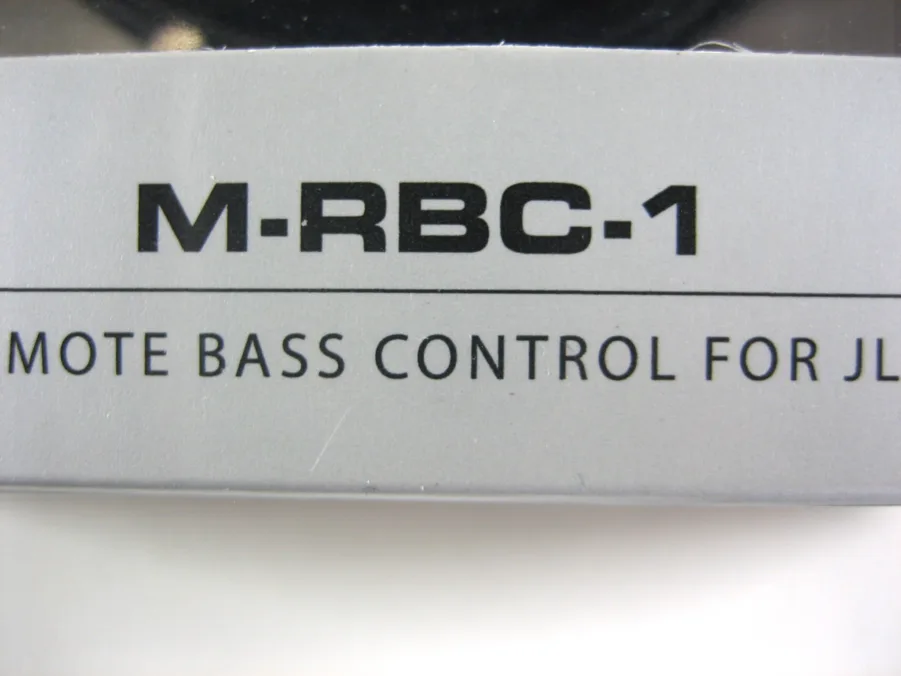 M-RBC-1
MOTE BASS CONTROL FOR JL